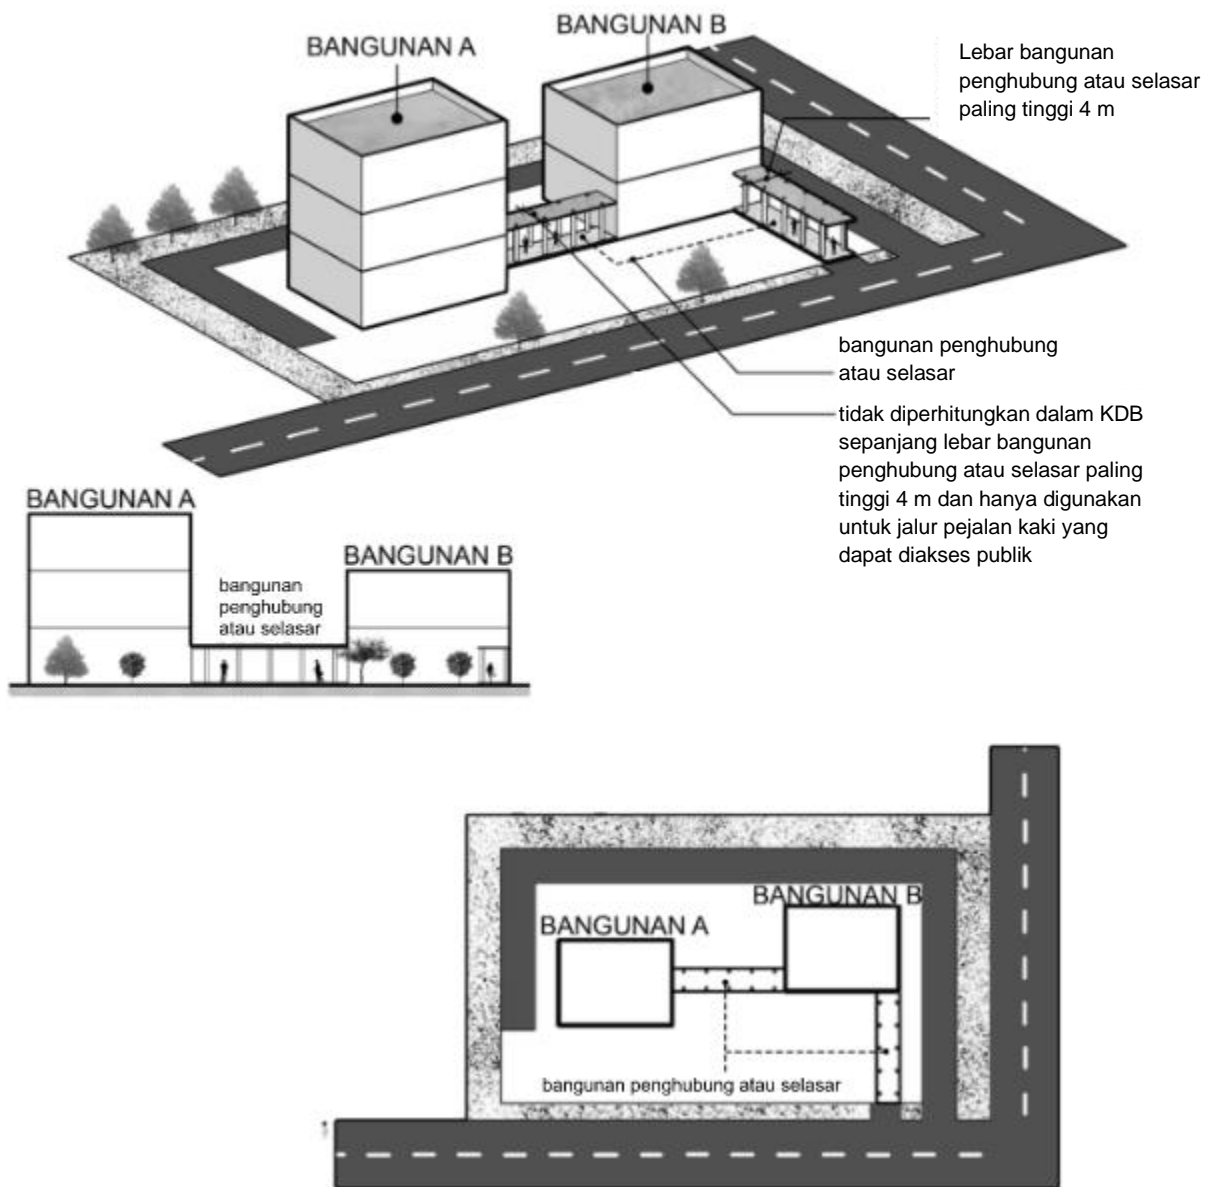 BANGUNAN A
BANGUNAN B
Lebar bangunan
penghubung atau selasar
paling tinggi 4 m
bangunan penghubung
atau selasar
tidak diperhitungkan dalam KDB
sepanjang lebar bangunan
penghubung atau selasar paling
tinggi 4 m dan hanya digunakan
untuk jalur pejalan kaki yang
dapat diakses publik
BANGUNAN A
BANGUNAN B
bangunan
penghubung
atau selasar
BANGUNAN B
BANGUNAN A
bangunan penghubung atau selasar